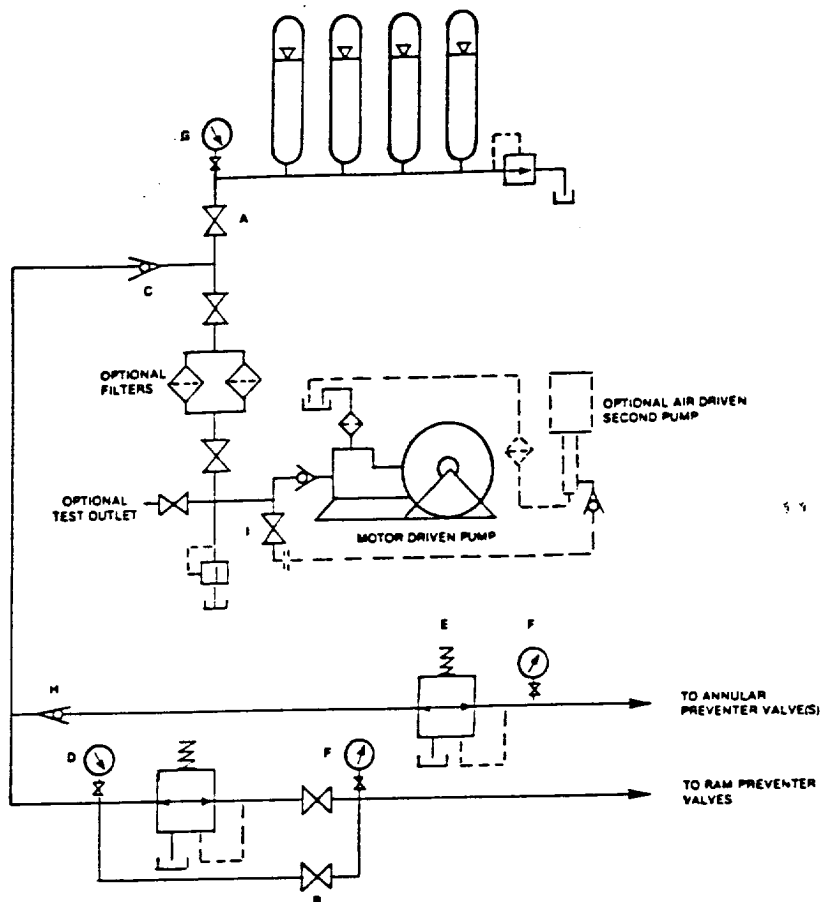 G
A
C
OPTIONAL
FILTERS
OPTIONAL AIR DRIVEN
SECOND PUMP
OPTIONAL
TEST OUTLET
I
MOTOR DRIVEN PUMP
E
F
H
TO ANNULAR
PREVENTER VALVE(S)
D
F
TO RAM PREVENTER
VALVES